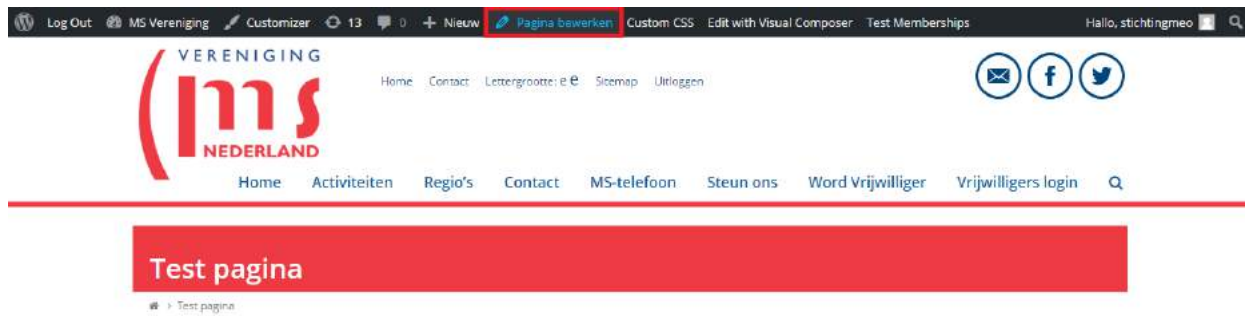 Log Out MS Vereniging Customizer 13 0 + Nieuw Pagina bewerken Custom CSS Edit with Visual Composer Test Memberships Hallo, stichtingmeo
VERENIGING
ms
NEDERLAND
Home Contact Lettergrootte: e e Sitemap Uitloggen
Home Activiteiten Regio's Contact MS-telefoon Steun ons Word Vrijwilliger Vrijwilligers login
Test pagina
> Test pagina